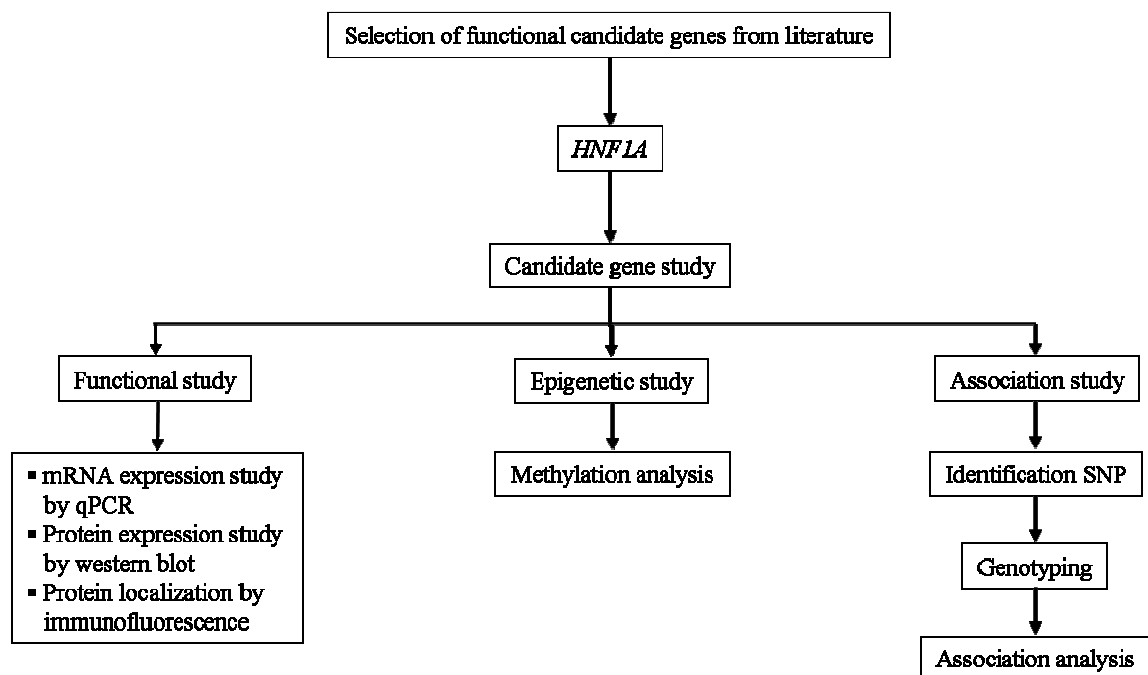 Selection of functional candidate genes from literature
HNF1A
Candidate gene study
Functional study
Epigenetic study
Association study
▪ mRNA expression study
by qPCR
▪ Protein expression study
by western blot
▪ Protein localization by
immunofluorescence
Methylation analysis
Identification SNP
Genotyping
Association analysis